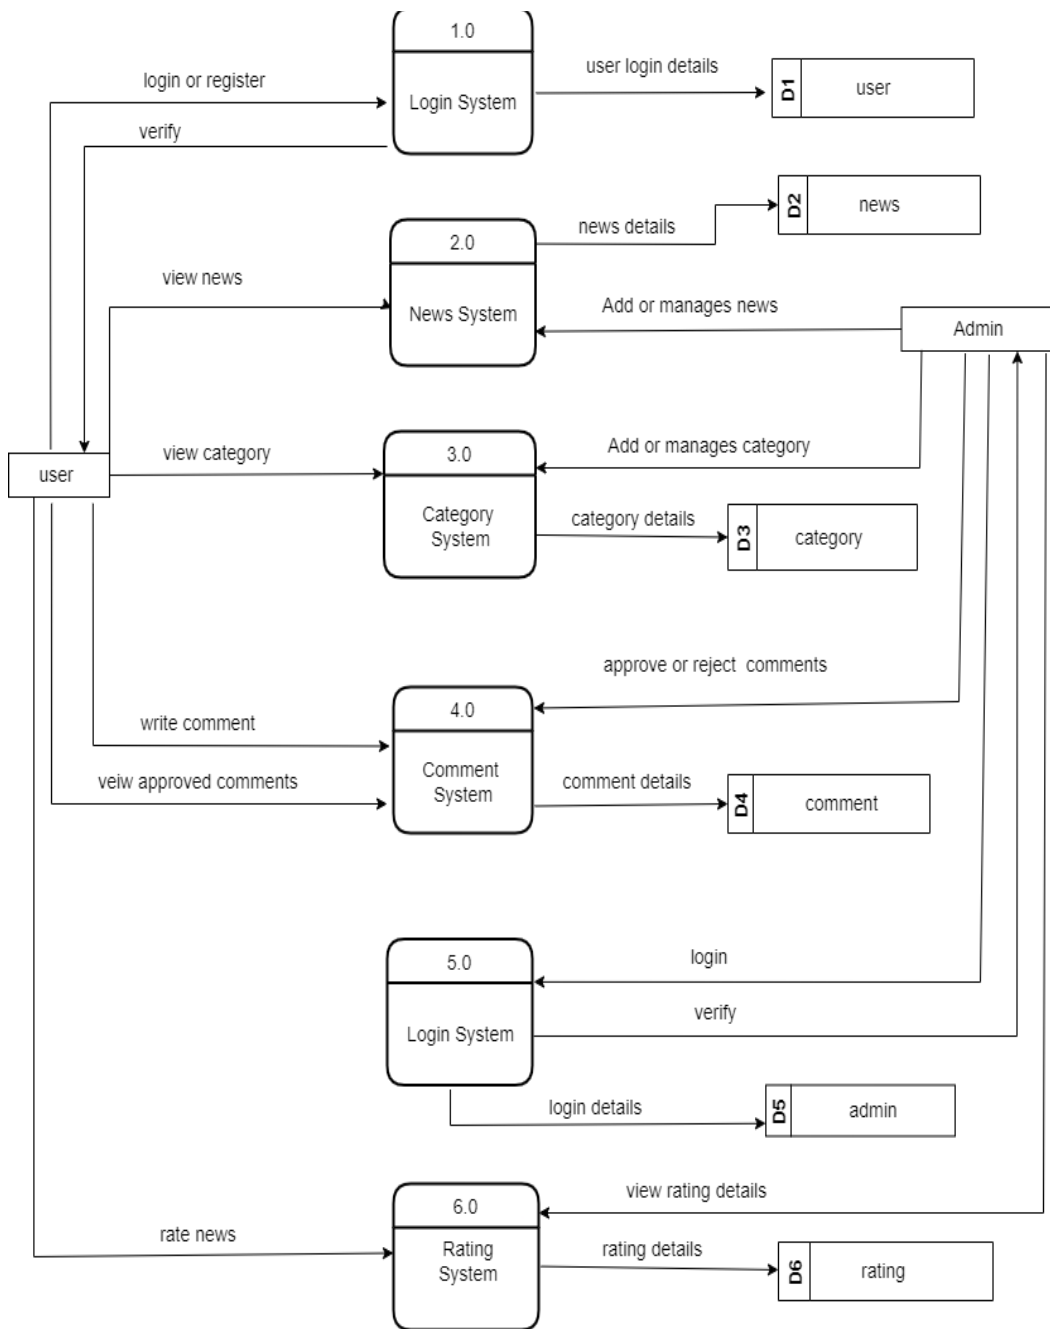 1.0
Login System
login or register
verify
user login details
D1
user
2.0
News System
view news
news details
D2
news
Add or manages news
Admin
user
view category
3.0
Category
System
Add or manages category
category details
D3
category
approve or reject comments
4.0
Comment
System
write comment
veiw approved comments
comment details
D4
comment
5.0
Login System
login
verify
login details
D5
admin
6.0
Rating
System
view rating details
rate news
rating details
D6
rating